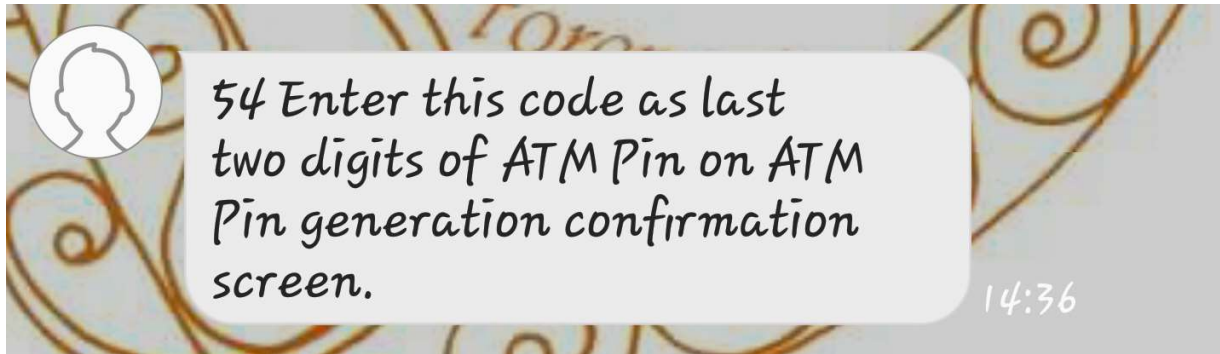 54 Enter this code as last
two digits of ATM Pin on ATM
Pin generation confirmation
screen.
14:36